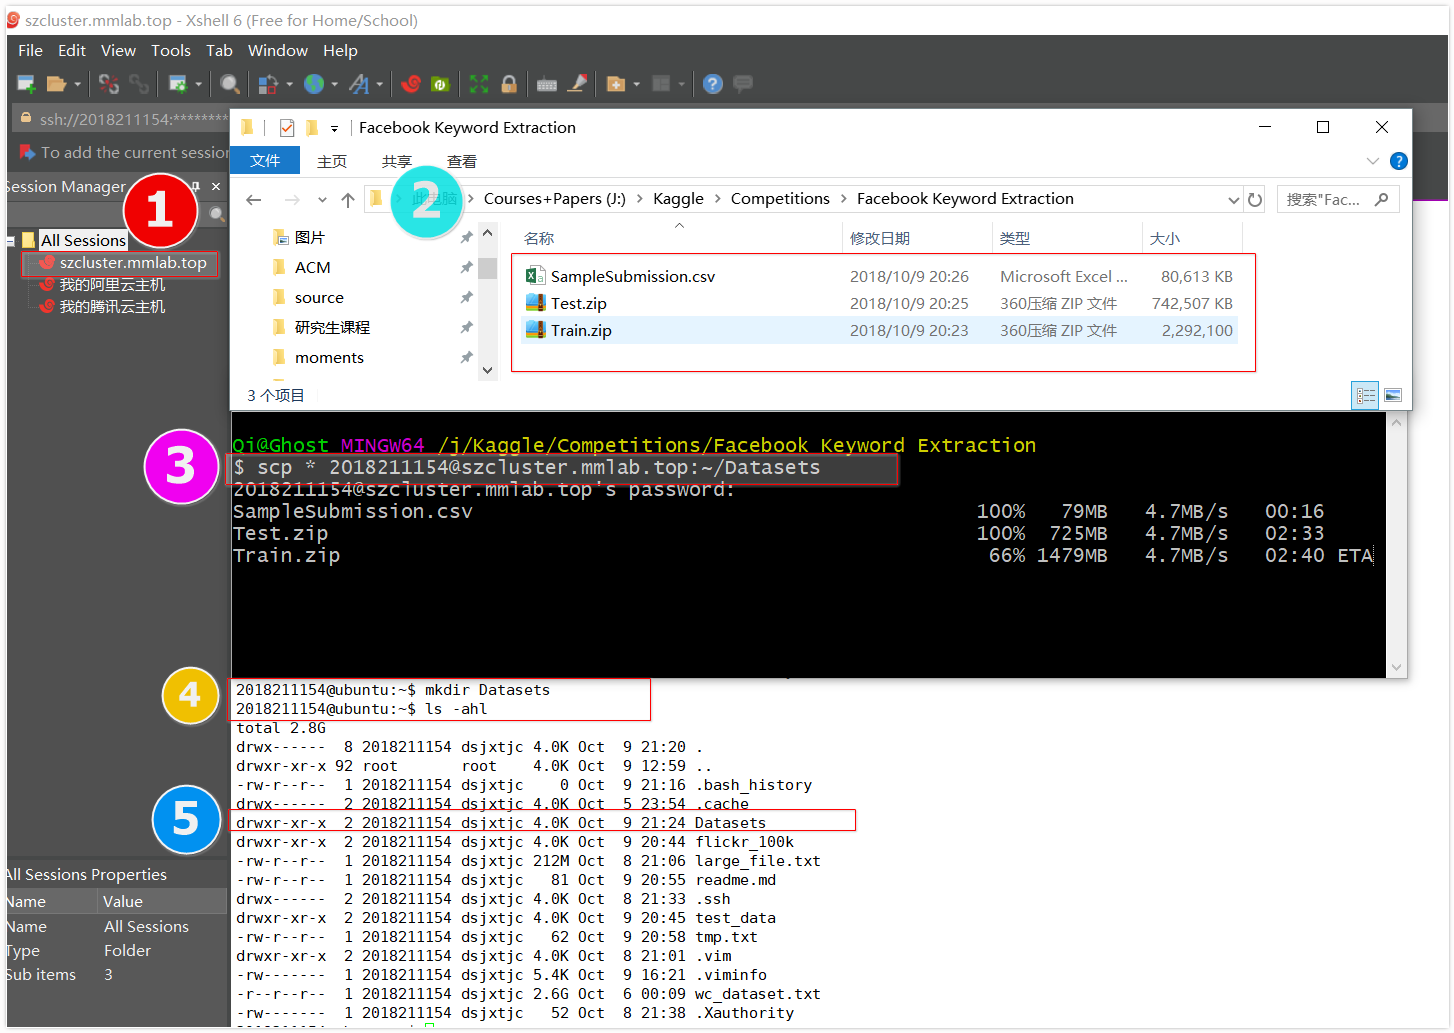 szcluster.mmlab.top - Xshell 6 (Free for Home/School)
File Edit View Tools Tab Window Help
ssh://2018211154:********
To add the current session
Session Manager
1
All Sessions
szcluster.mmlab.top
我的阿里云主机
我的腾讯云主机
Facebook Keyword Extraction
文件 主页 共享 查看
2
此电脑 Courses+Papers (J:) Kaggle Competitions Facebook Keyword Extraction
搜索"Fac...
图片
ACM
source
研究生课程
moments
名称 修改日期 类型 大小
SampleSubmission.csv 2018/10/9 20:26 Microsoft Excel ... 80,613 KB
Test.zip 2018/10/9 20:25 360压缩 ZIP 文件 742,507 KB
Train.zip 2018/10/9 20:23 360压缩 ZIP 文件 2,292,100
3 个项目
Qi@Ghost MINGW64 /j/Kaggle/Competitions/Facebook Keyword Extraction
3
$ scp * 2018211154@szcluster.mmlab.top:~/Datasets
2018211154@szcluster.mmlab.top's password:
SampleSubmission.csv 100% 79MB 4.7MB/s 00:16
Test.zip 100% 725MB 4.7MB/s 02:33
Train.zip 66% 1479MB 4.7MB/s 02:40 ETA
4
2018211154@ubuntu:~$ mkdir Datasets
2018211154@ubuntu:~$ ls -ahl
total 2.8G
drwx------ 8 2018211154 dsjxtjc 4.0K Oct 9 21:20 .
drwxr-xr-x 92 root root 4.0K Oct 9 12:59 ..
-rw-r--r-- 1 2018211154 dsjxtjc 0 Oct 9 21:16 .bash_history
drwx------ 2 2018211154 dsjxtjc 4.0K Oct 5 23:54 .cache
5
drwxr-xr-x 2 2018211154 dsjxtjc 4.0K Oct 9 21:24 Datasets
drwxr-xr-x 2 2018211154 dsjxtjc 4.0K Oct 9 20:44 flickr_100k
-rw-r--r-- 1 2018211154 dsjxtjc 212M Oct 8 21:06 large_file.txt
-rw-r--r-- 1 2018211154 dsjxtjc 81 Oct 9 20:55 readme.md
drwx------ 2 2018211154 dsjxtjc 4.0K Oct 8 21:33 .ssh
drwxr-xr-x 2 2018211154 dsjxtjc 4.0K Oct 9 20:45 test_data
-rw-r--r-- 1 2018211154 dsjxtjc 62 Oct 9 20:58 tmp.txt
drwxr-xr-x 2 2018211154 dsjxtjc 4.0K Oct 8 21:01 .vim
-rw------- 1 2018211154 dsjxtjc 5.4K Oct 9 16:21 .viminfo
-r--r--r-- 1 2018211154 dsjxtjc 2.6G Oct 6 00:09 wc_dataset.txt
-rw------- 1 2018211154 dsjxtjc 52 Oct 8 21:38 .Xauthority
All Sessions Properties
Name Value
Name All Sessions
Type Folder
Sub items 3